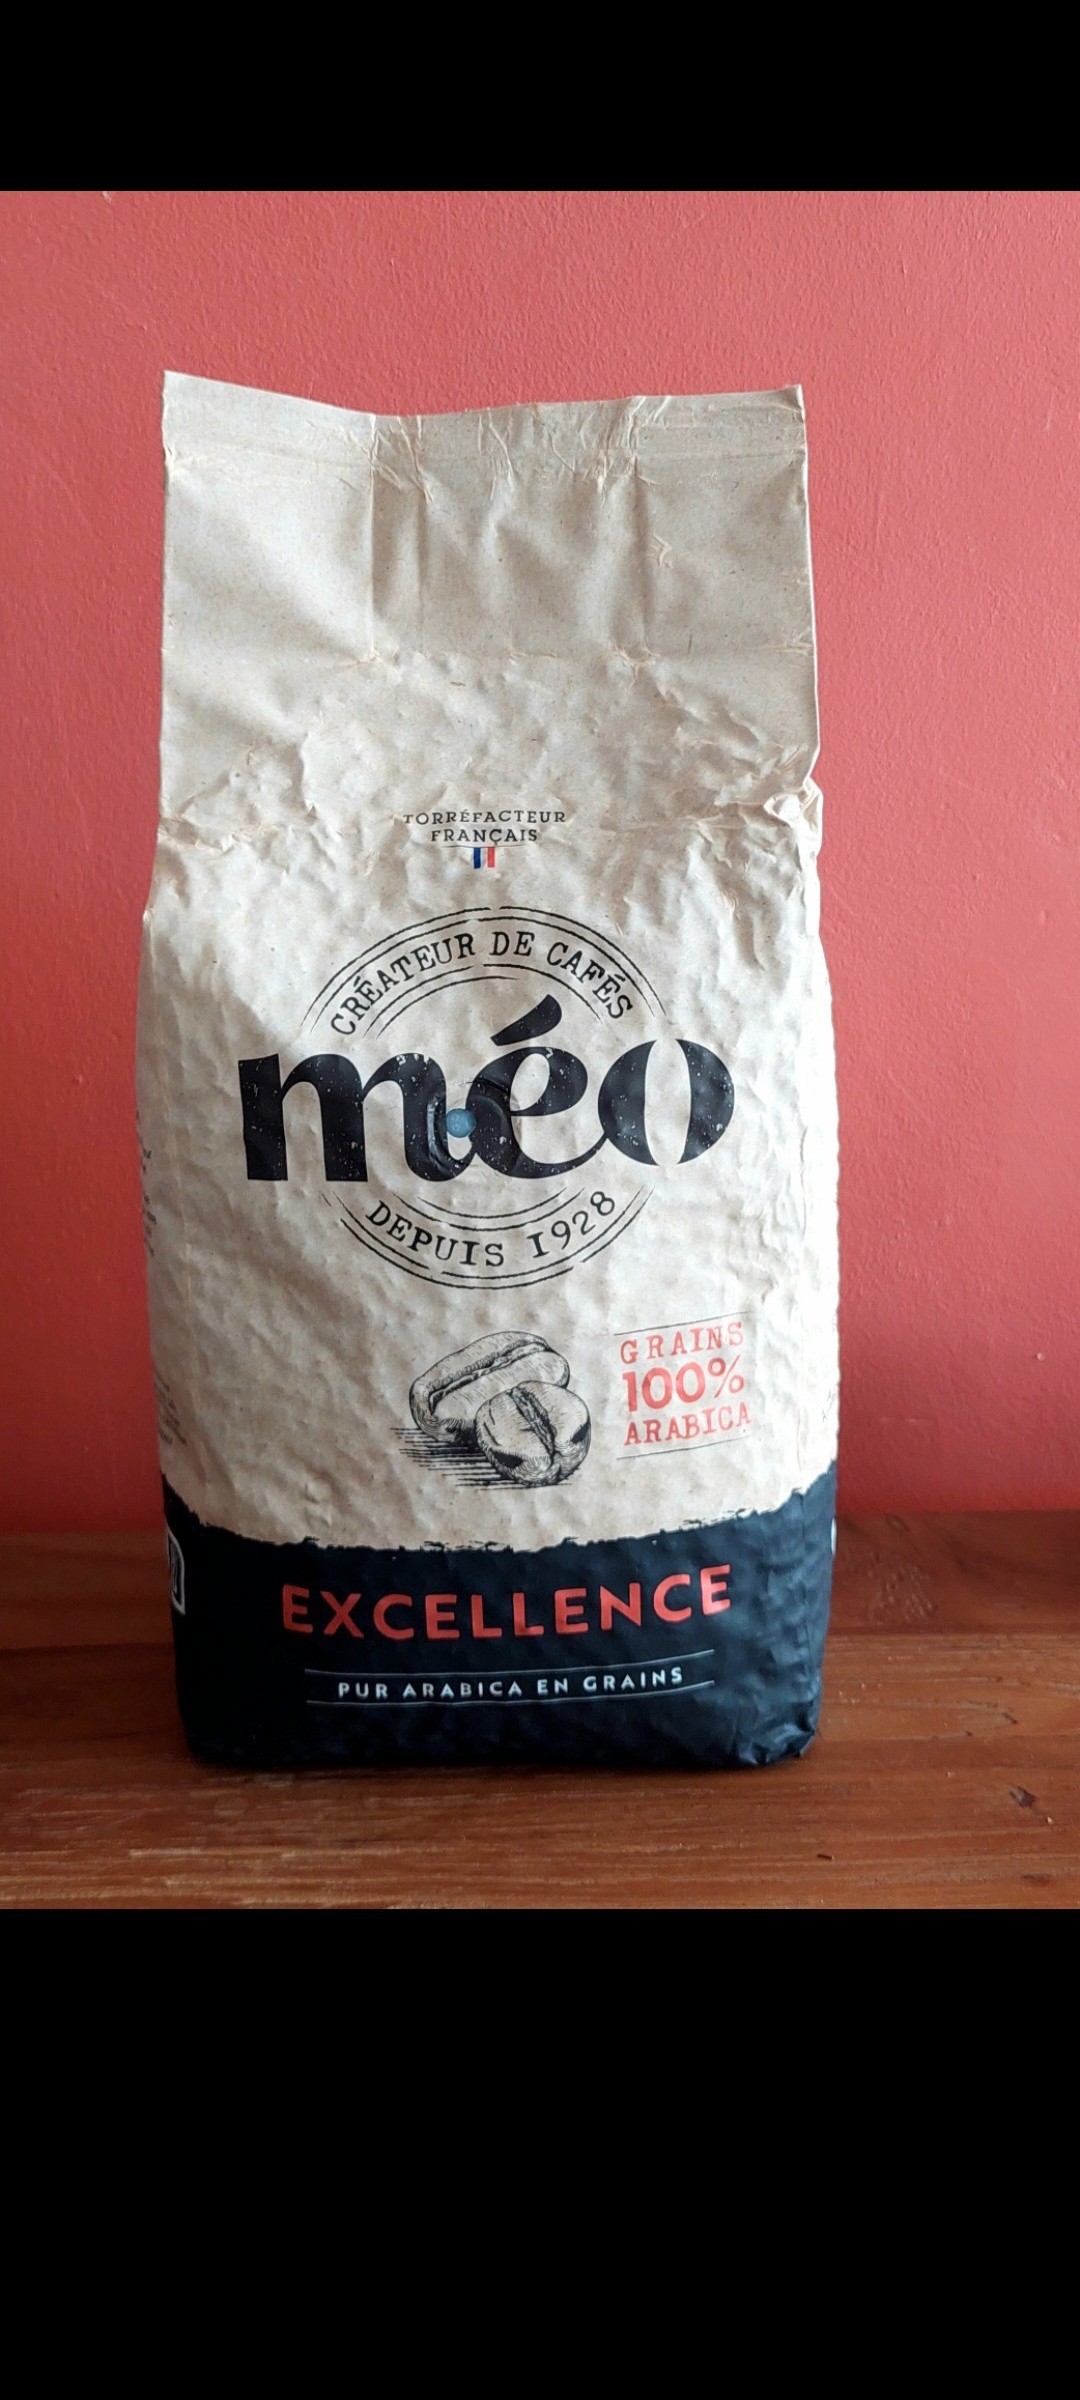 TORRÉFACTEUR
FRANÇAIS
CRÉATEUR DE CAFÉS
méo
DEPUIS 1928
GRAINS
100%
ARABICA
EXCELLENCE
PUR ARABICA EN GRAINS